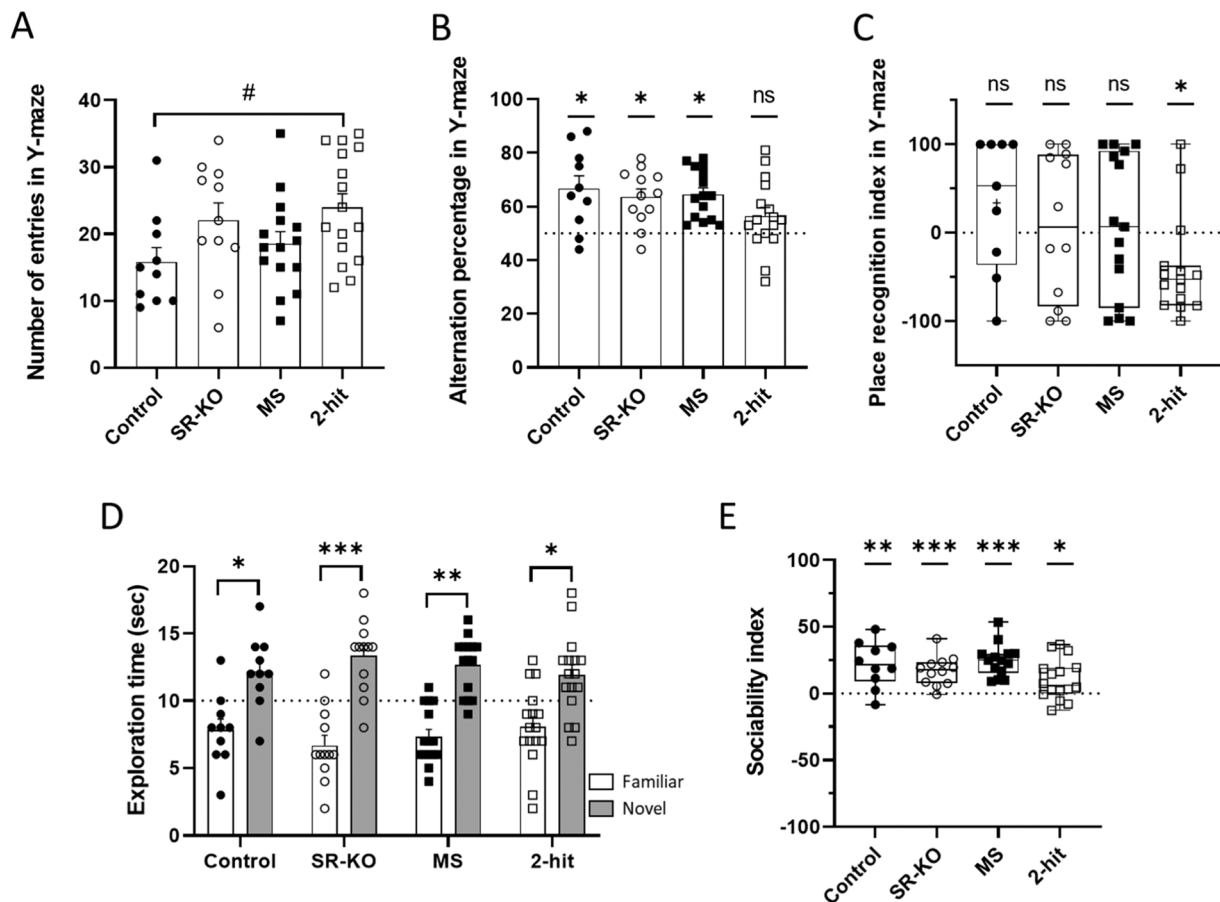 A
#
Number of entries in Y-maze
40
30
20
10
0
Control
SR-KO
MS
2-hit
B
* * * ns
Alternation percentage in Y-maze
100
80
60
40
20
0
Control
SR-KO
MS
2-hit
C
ns ns ns *
Place recognition index in Y-maze
100
0
-100
Control
SR-KO
MS
2-hit
D
* *** ** *
Exploration time (sec)
20
15
10
5
0
Familiar
Novel
Control SR-KO MS 2-hit
E
** *** *** *
Sociability index
100
50
0
-50
-100
Control
SR-KO
MS
2-hit